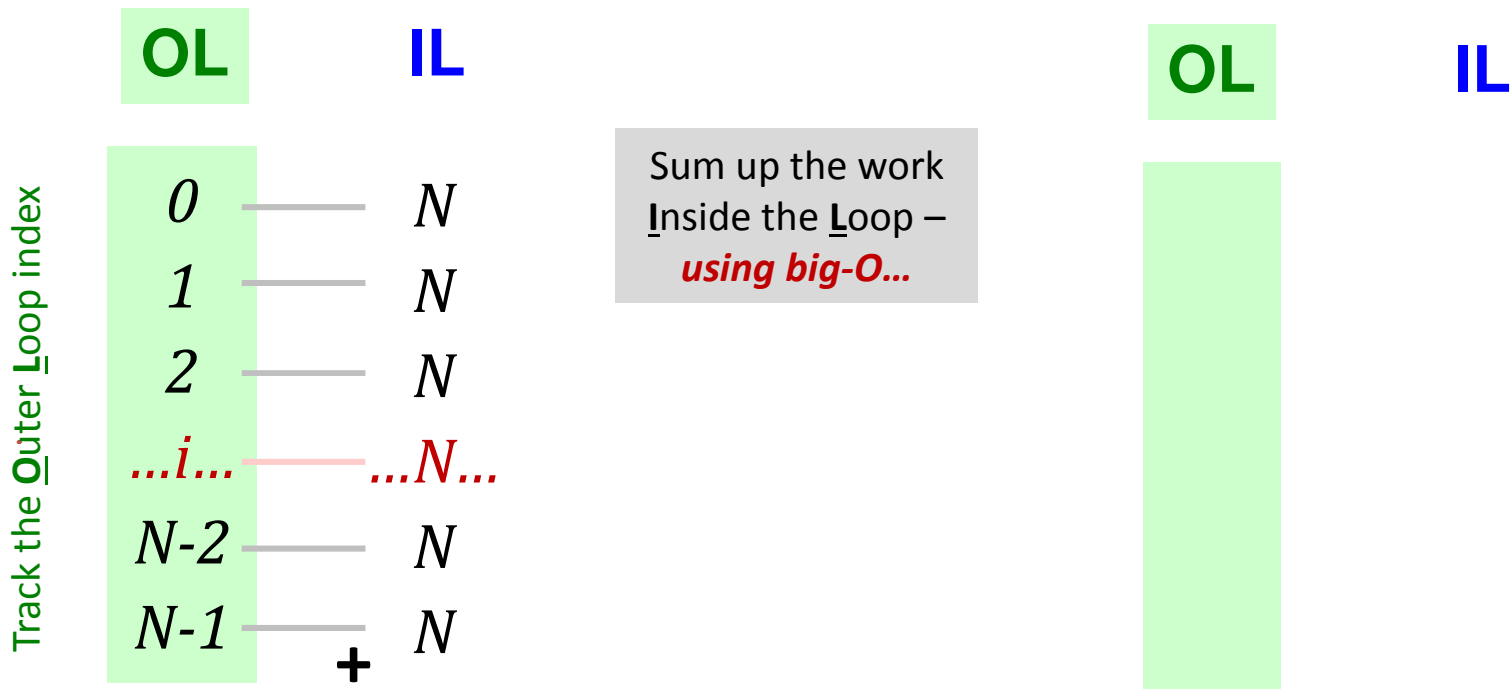 OL IL
Track the Outer Loop index
0 N
1 N
2 N
...i... ...N...
N-2 N
N-1 N
+
Sum up the work
Inside the Loop –
using big-O...
OL IL